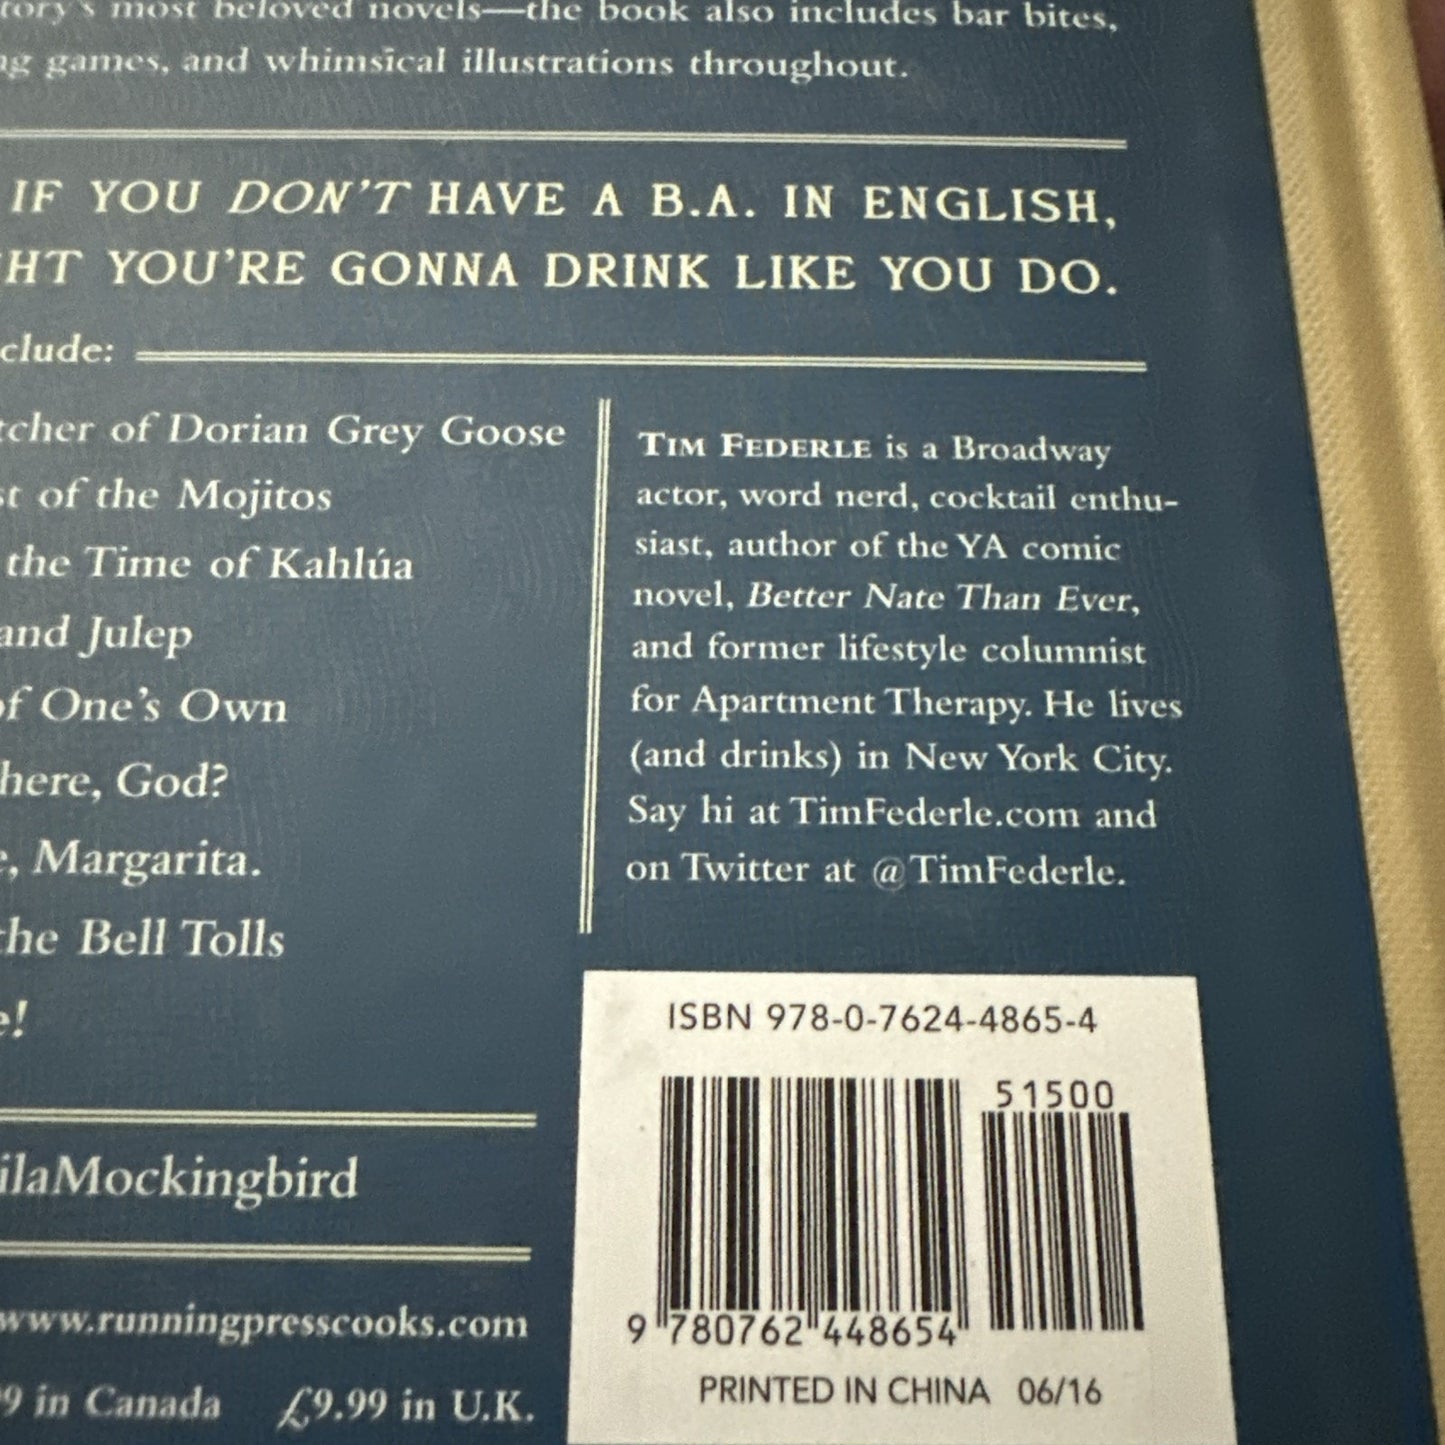 most beloved novels—the book also includes bar bites,
games, and whimsical illustrations throughout.
IF YOU DON'T HAVE A B.A. IN ENGLISH,
YOU'RE GONNA DRINK LIKE YOU DO.
of Dorian Grey Goose
of the Mojitos
the Time of Kahlúa
and Julep
of One's Own
here, God?
Margarita.
the Bell Tolls
TIM FEDERLE is a Broadway
actor, word nerd, cocktail enthu-
siast, author of the YA comic
novel, Better Nate Than Ever,
and former lifestyle columnist
for Apartment Therapy. He lives
(and drinks) in New York City.
Say hi at TimFederle.com and
on Twitter at @TimFederle.
ilaMockingbird
www.runningpresscooks.com
9 in Canada £9.99 in U.K.
ISBN 978-0-7624-4865-4
51500
9 780762 448654
PRINTED IN CHINA 06/16